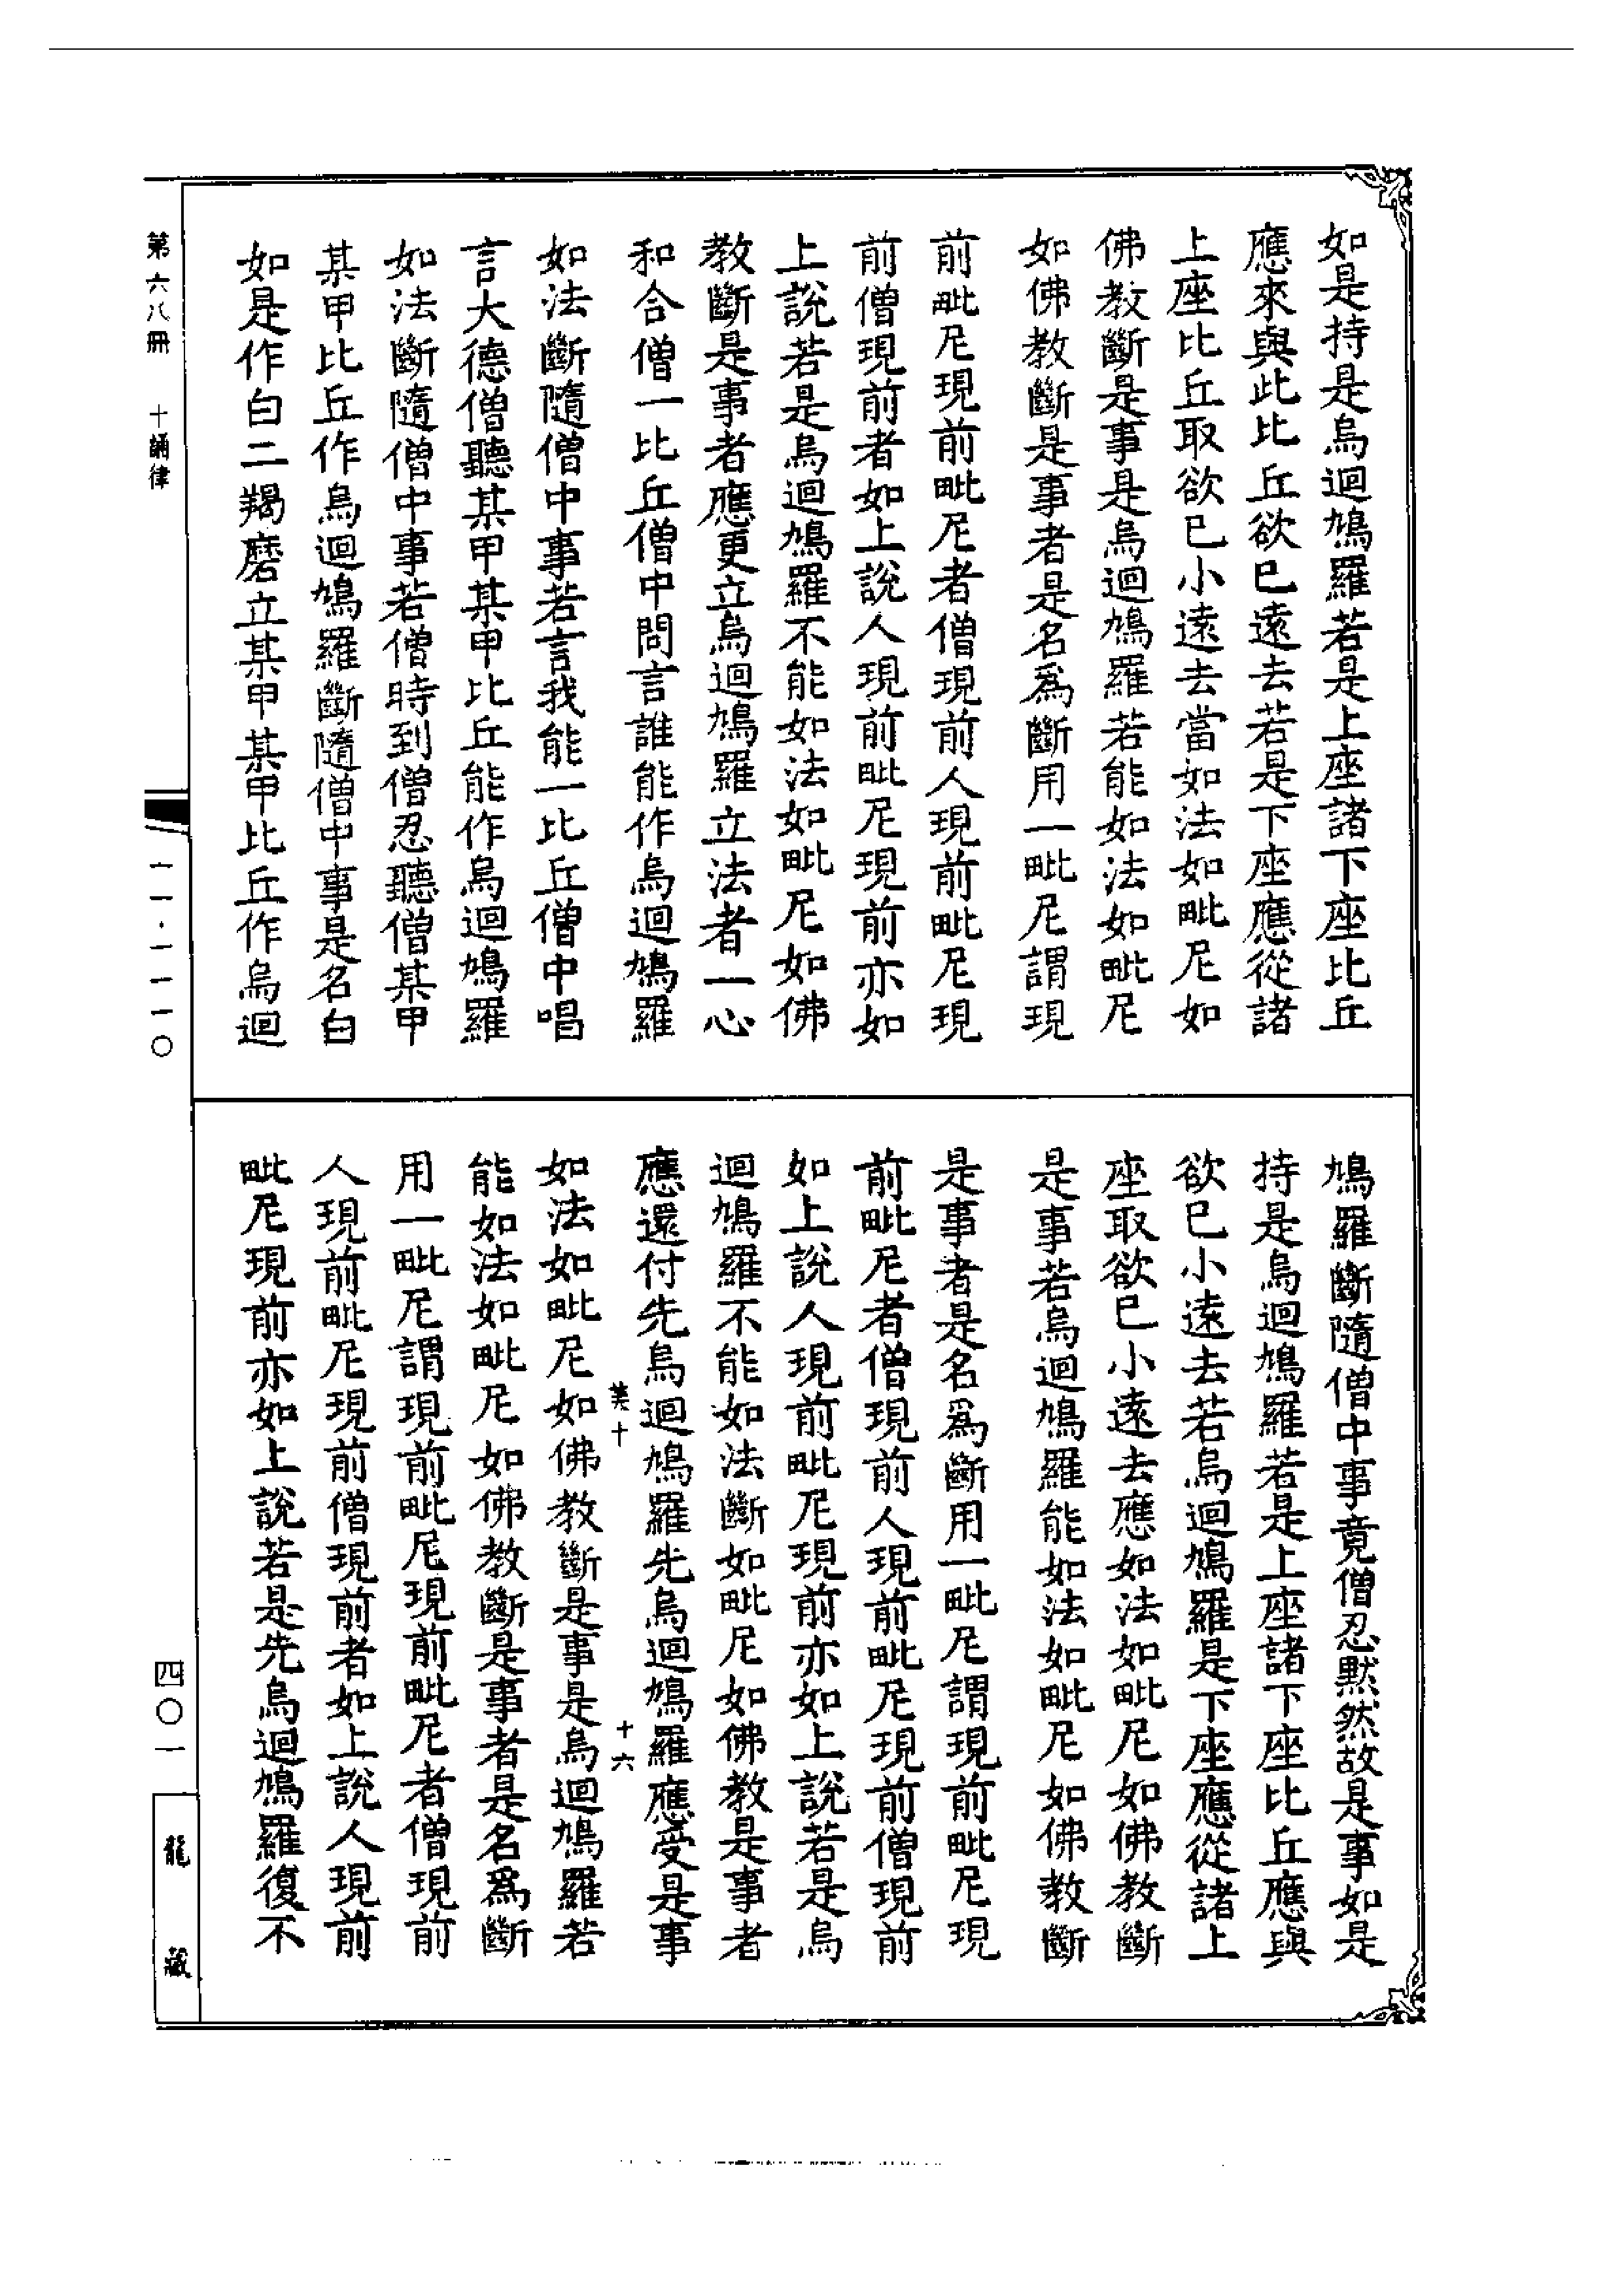 如是持是烏迴鳩羅若是上座諸下座比丘
應來與此比丘欲已遠去若是下座應從諸
上座比丘取欲已小遠去當如法如毗尼如
佛教斷是事是烏迴鳩羅若能如法如毗尼
如佛教斷是事者是名爲斷用一毗尼謂現
前毗尼現前毗尼者僧現前人現前毗尼現
前僧現前者如上說人現前毗尼現前亦如
上說若是烏迴鳩羅不能如法如毗尼如佛
教斷是事者應更立烏迴鳩羅立法者一心
和合僧一比丘僧中問言誰能作烏迴鳩羅
如法斷隨僧中事若言我能一比丘僧中唱
言大德僧聽某甲某甲比丘能作烏迴鳩羅
如法斷隨僧中事若僧時到僧忍聽僧某甲
某甲比丘作烏迴鳩羅斷隨僧中事是名白
如是作白二羯磨立某甲某甲比丘作烏迴
鳩羅斷隨僧中事竟僧忍默然故是事如是
持是烏迴鳩羅若是上座諸下座比丘應與
欲已小遠去若烏迴鳩羅是下座應從諸上
座取欲已小遠去應如法如毗尼如佛教斷
是事若烏迴鳩羅能如法如毗尼如佛教斷
是事者是名爲斷用一毗尼謂現前毗尼現
前毗尼者僧現前人現前毗尼現前僧現前
如上說人現前毗尼現前亦如上說若是烏
迴鳩羅不能如法斷如毗尼如佛教是事者
應還付先烏迴鳩羅先烏迴鳩羅應受是事
十 十六
如法如毗尼如佛教斷是事是烏迴鳩羅若
能如法如毗尼如佛教斷是事者是名爲斷
用一毗尼謂現前毗尼現前毗尼者僧現前
人現前毗尼現前僧現前者如上說人現前
毗尼現前亦如上說若是先烏迴鳩羅復不
第六八冊 十誦律
一一·一一一〇
四〇一
龍藏